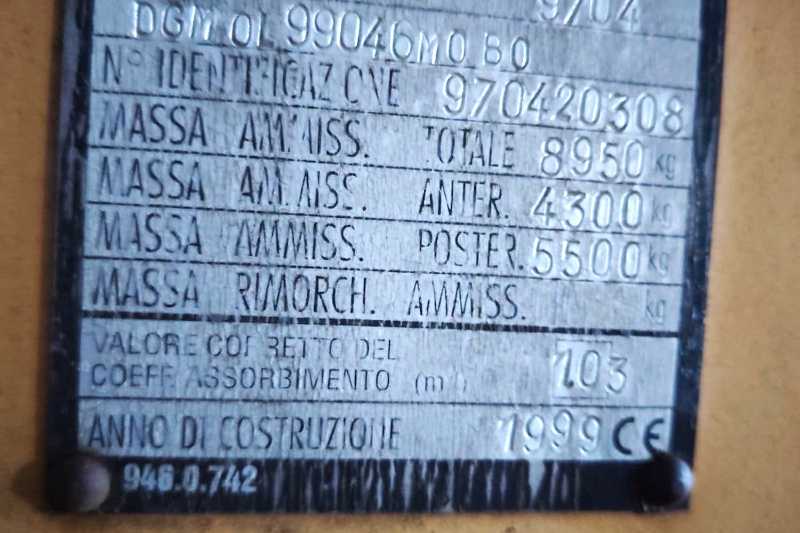 9704
DGM OL 99046MO BO
N° IDENTIFICAZIONE 970420308
MASSA AMMISS. TOTALE 8950 kg
MASSA AMMISS. ANTER. 4300 kg
MASSA AMMISS. POSTER. 5500 kg
MASSA RIMORCH. AMMISS. kg
VALORE CORRETTO DEL
COEFF. ASSORBIMENTO (m⁻¹) 1.03
ANNO DI COSTRUZIONE 1999 CE
946.0.742